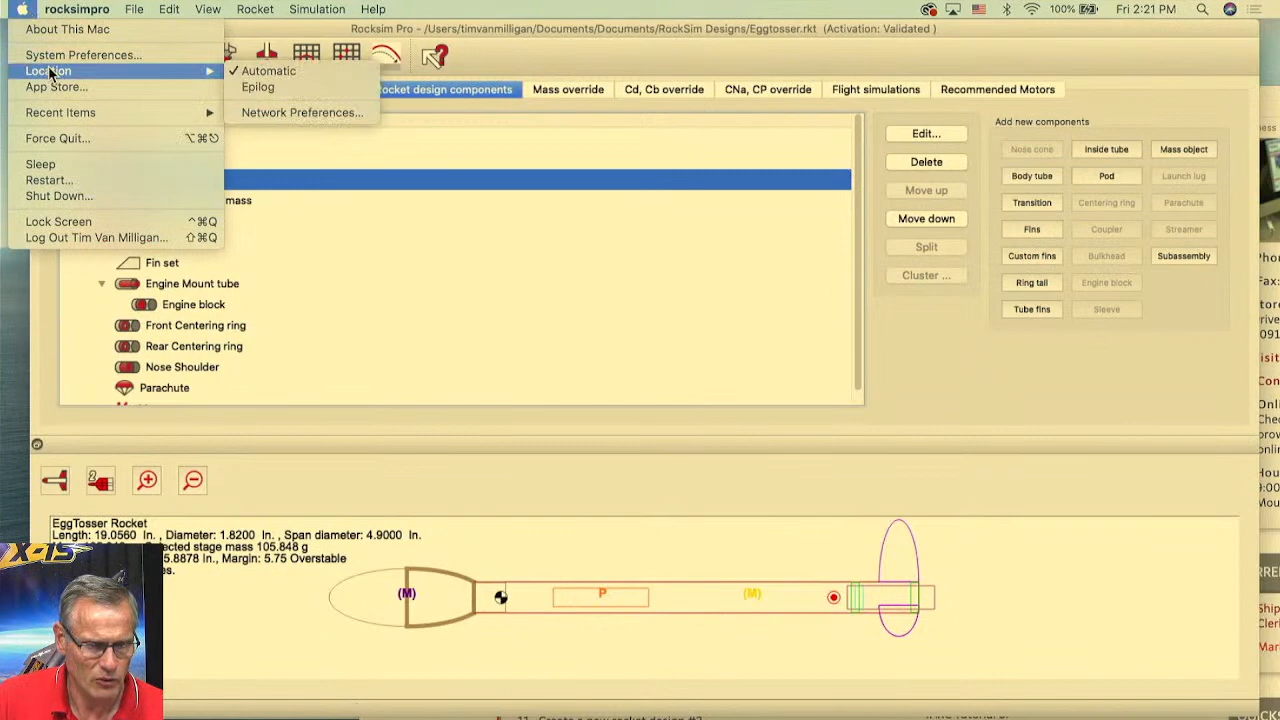 rocksimpro File Edit View Rocket Simulation Help 100% Fri 2:21 PM
Rocksim Pro - /Users/timvanmilligan/Documents/Documents/RockSim Designs/Eggtosser.rkt (Activation: Validated )
About This Mac
System Preferences...
Location
App Store...
Recent Items
Force Quit... ⌥⌘⎋
Sleep
Restart...
Shut Down...
Lock Screen ^⌘Q
Log Out Tim Van Milligan... ⇧⌘Q
✓ Automatic
Epilog
Network Preferences...
Rocket design components Mass override Cd, Cb override CNa, CP override Flight simulations Recommended Motors
mass
Fin set
Engine Mount tube
Engine block
Front Centering ring
Rear Centering ring
Nose Shoulder
Parachute
Edit...
Delete
Move up
Move down
Split
Cluster ...
Add new components
Nose cone Inside tube Mass object
Body tube Pod Launch lug
Transition Centering ring Parachute
Fins Coupler Streamer
Custom fins Bulkhead Subassembly
Ring tail Engine block
Tube fins Sleeve
EggTosser Rocket
Length: 19.0560 In. , Diameter: 1.8200 In. , Span diameter: 4.9000 In.
stage mass 105.848 g
8878 In., Margin: 5.75 Overstable
(M) P (M)
11. Create a new rocket design #2